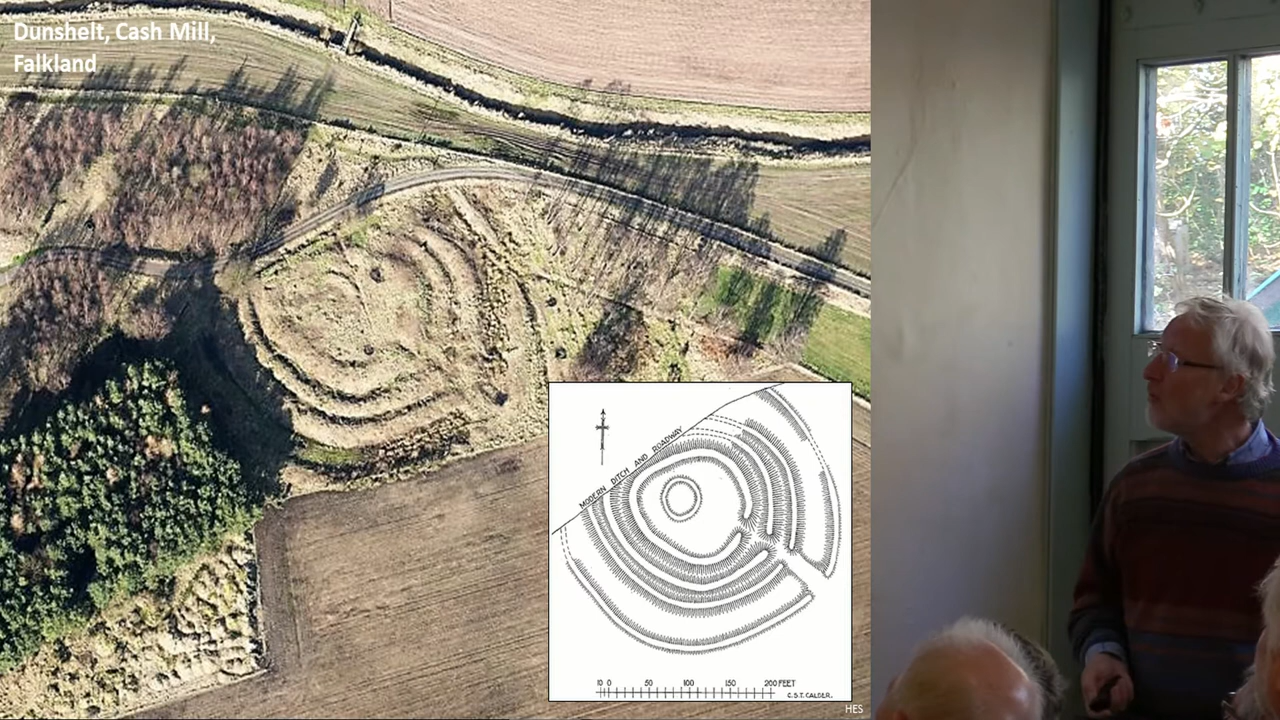 Dunshelt, Cash Mill,
Falkland
MODERN DITCH AND ROADWAY
10 0 50 100 150 200 FEET
C.S.T. CALDER.
HES